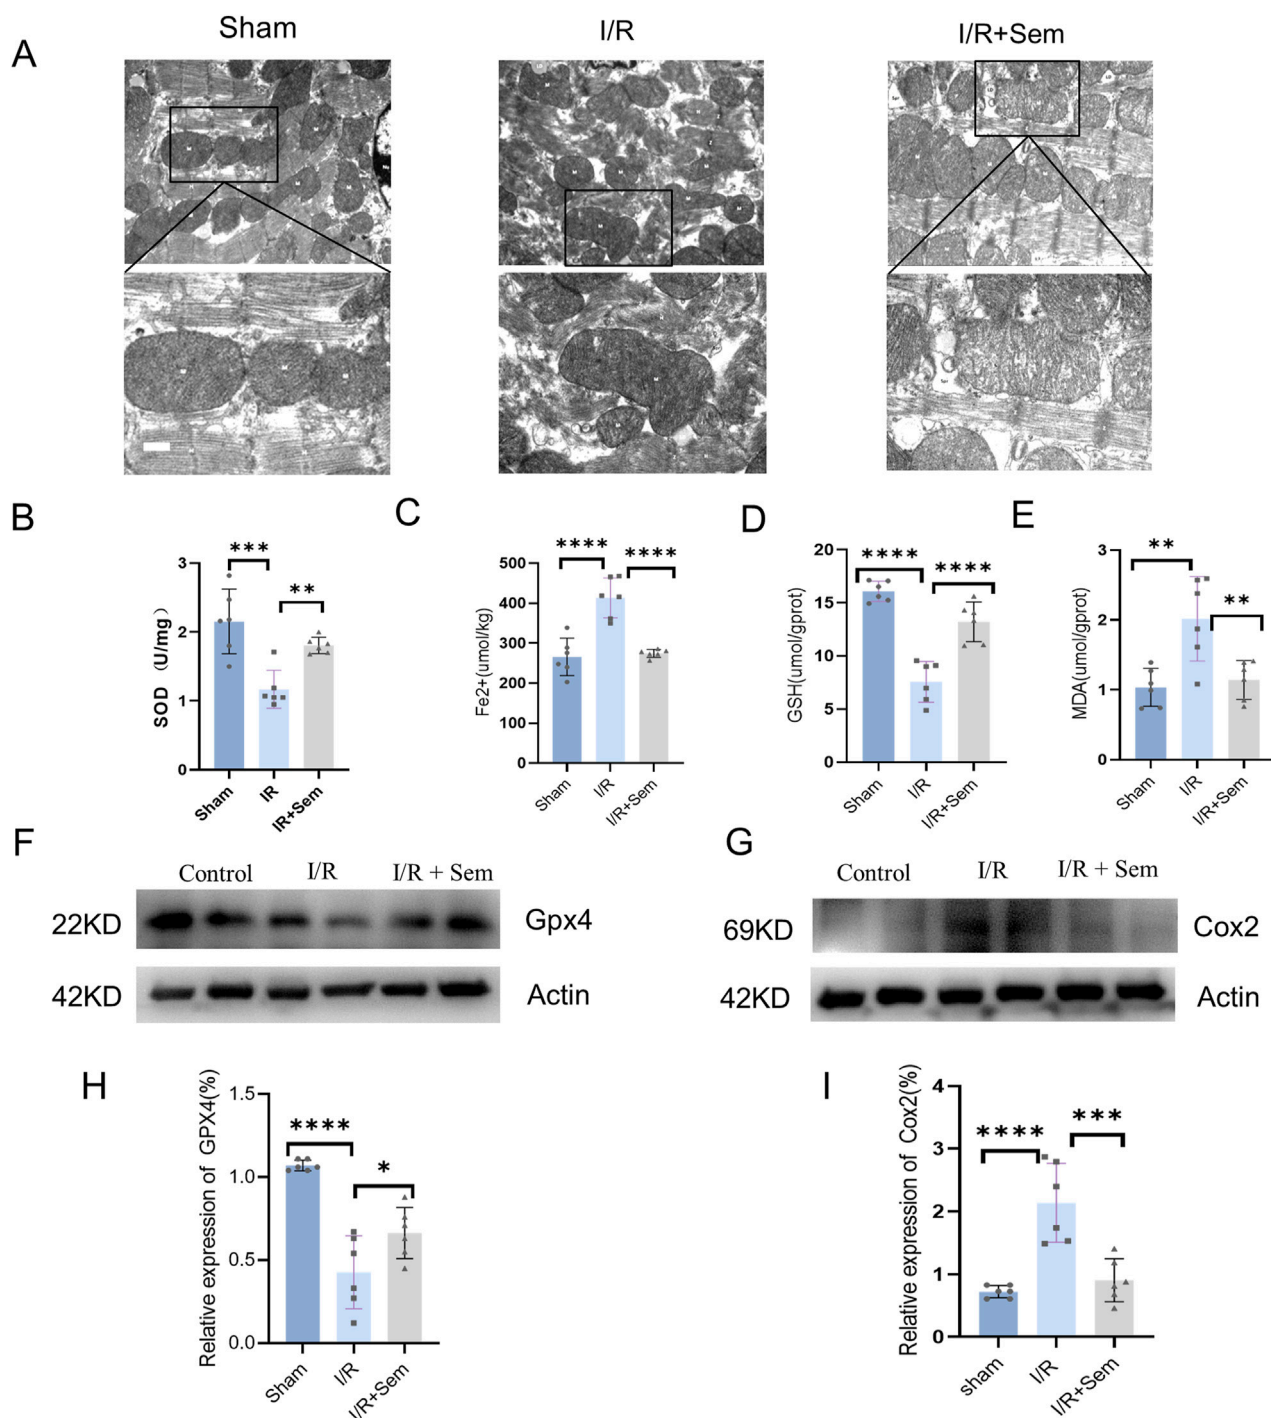 Sham
I/R
I/R+Sem
A
B
C
D
E
***
**
3
2
1
0
SOD (U/mg)
Sham
IR
IR+Sem
****
****
500
400
300
200
100
0
Fe2+(umol/kg)
Sham
I/R
I/R+Sem
****
****
20
15
10
5
0
GSH(umol/gprot)
Sham
I/R
I/R+Sem
**
**
3
2
1
0
MDA(umol/gprot)
Sham
I/R
I/R+Sem
F
Control I/R I/R + Sem
22KD Gpx4
42KD Actin
G
Control I/R I/R + Sem
69KD Cox2
42KD Actin
H
****
*
1.5
1.0
0.5
0.0
Relative expression of GPX4(%)
Sham
I/R
I/R+Sem
I
****
***
4
3
2
1
0
Relative expression of Cox2(%)
sham
I/R
I/R+Sem